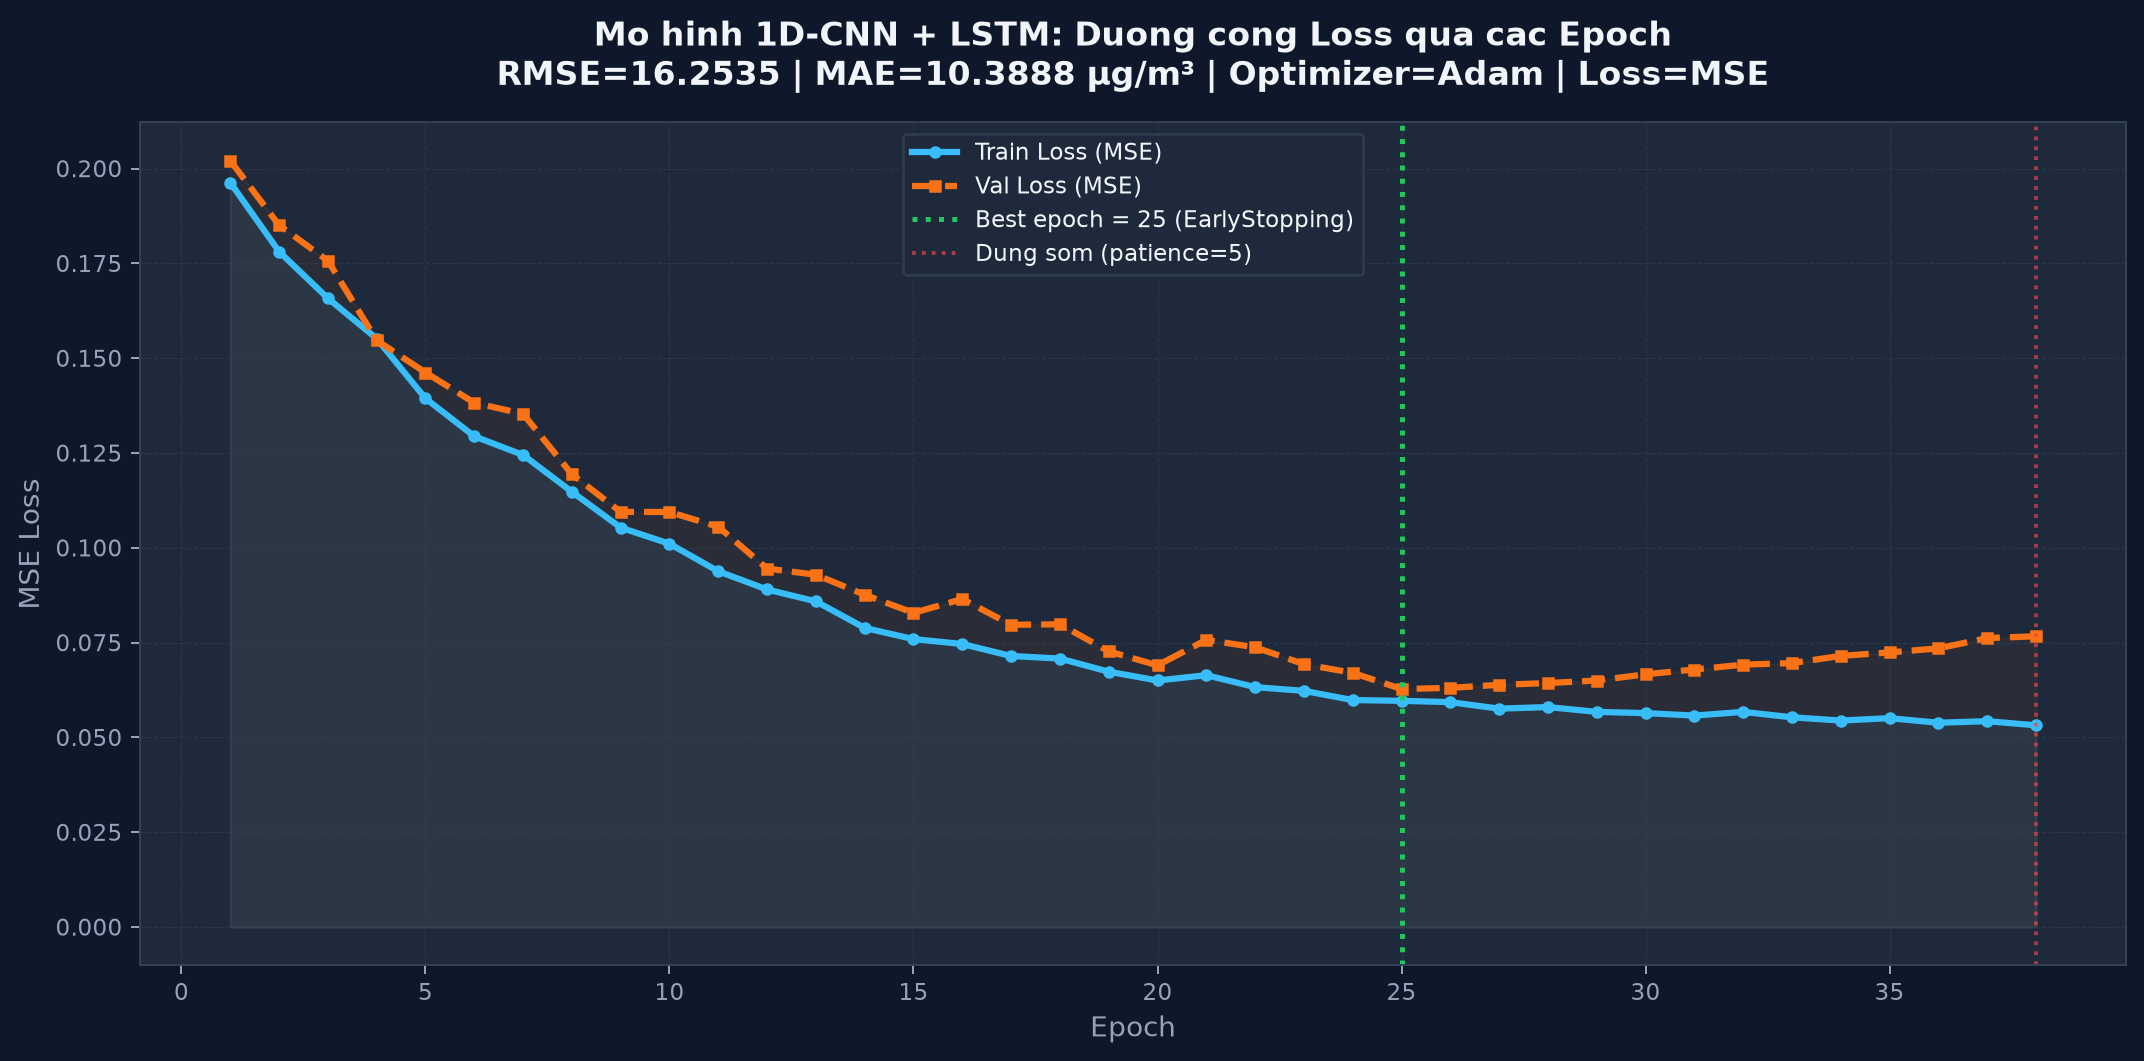 Mo hinh 1D-CNN + LSTM: Duong cong Loss qua cac Epoch
RMSE=16.2535 | MAE=10.3888 µg/m³ | Optimizer=Adam | Loss=MSE
Train Loss (MSE)
Val Loss (MSE)
Best epoch = 25 (EarlyStopping)
Dung som (patience=5)
MSE Loss
0.200
0.175
0.150
0.125
0.100
0.075
0.050
0.025
0.000
0 5 10 15 20 25 30 35
Epoch